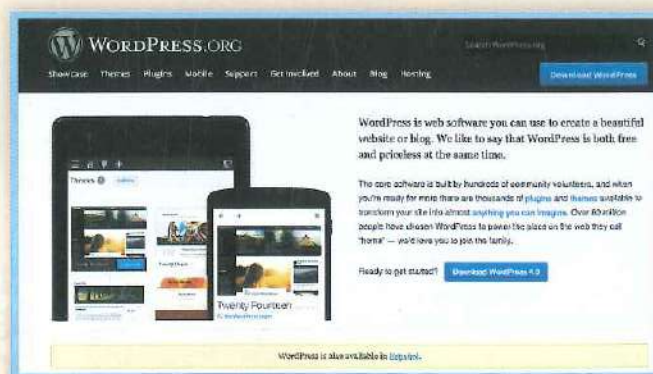 WORDPRESS.ORG
Search WordPress.org
Showcase Themes Plugins Mobile Support Get Involved About Blog Hosting
Download WordPress
WordPress is web software you can use to create a beautiful
website or blog. We like to say that WordPress is both free
and priceless at the same time.
The core software is built by hundreds of community volunteers, and when
you're ready for more there are thousands of plugins and themes available to
transform your site into almost anything you can imagine. Over 60 million
people have chosen WordPress to power the place on the web they call
"home" — we'd love you to join the family.
Ready to get started? Download WordPress 4.0
Themes
Twenty Fourteen
WordPress is also available in Español.